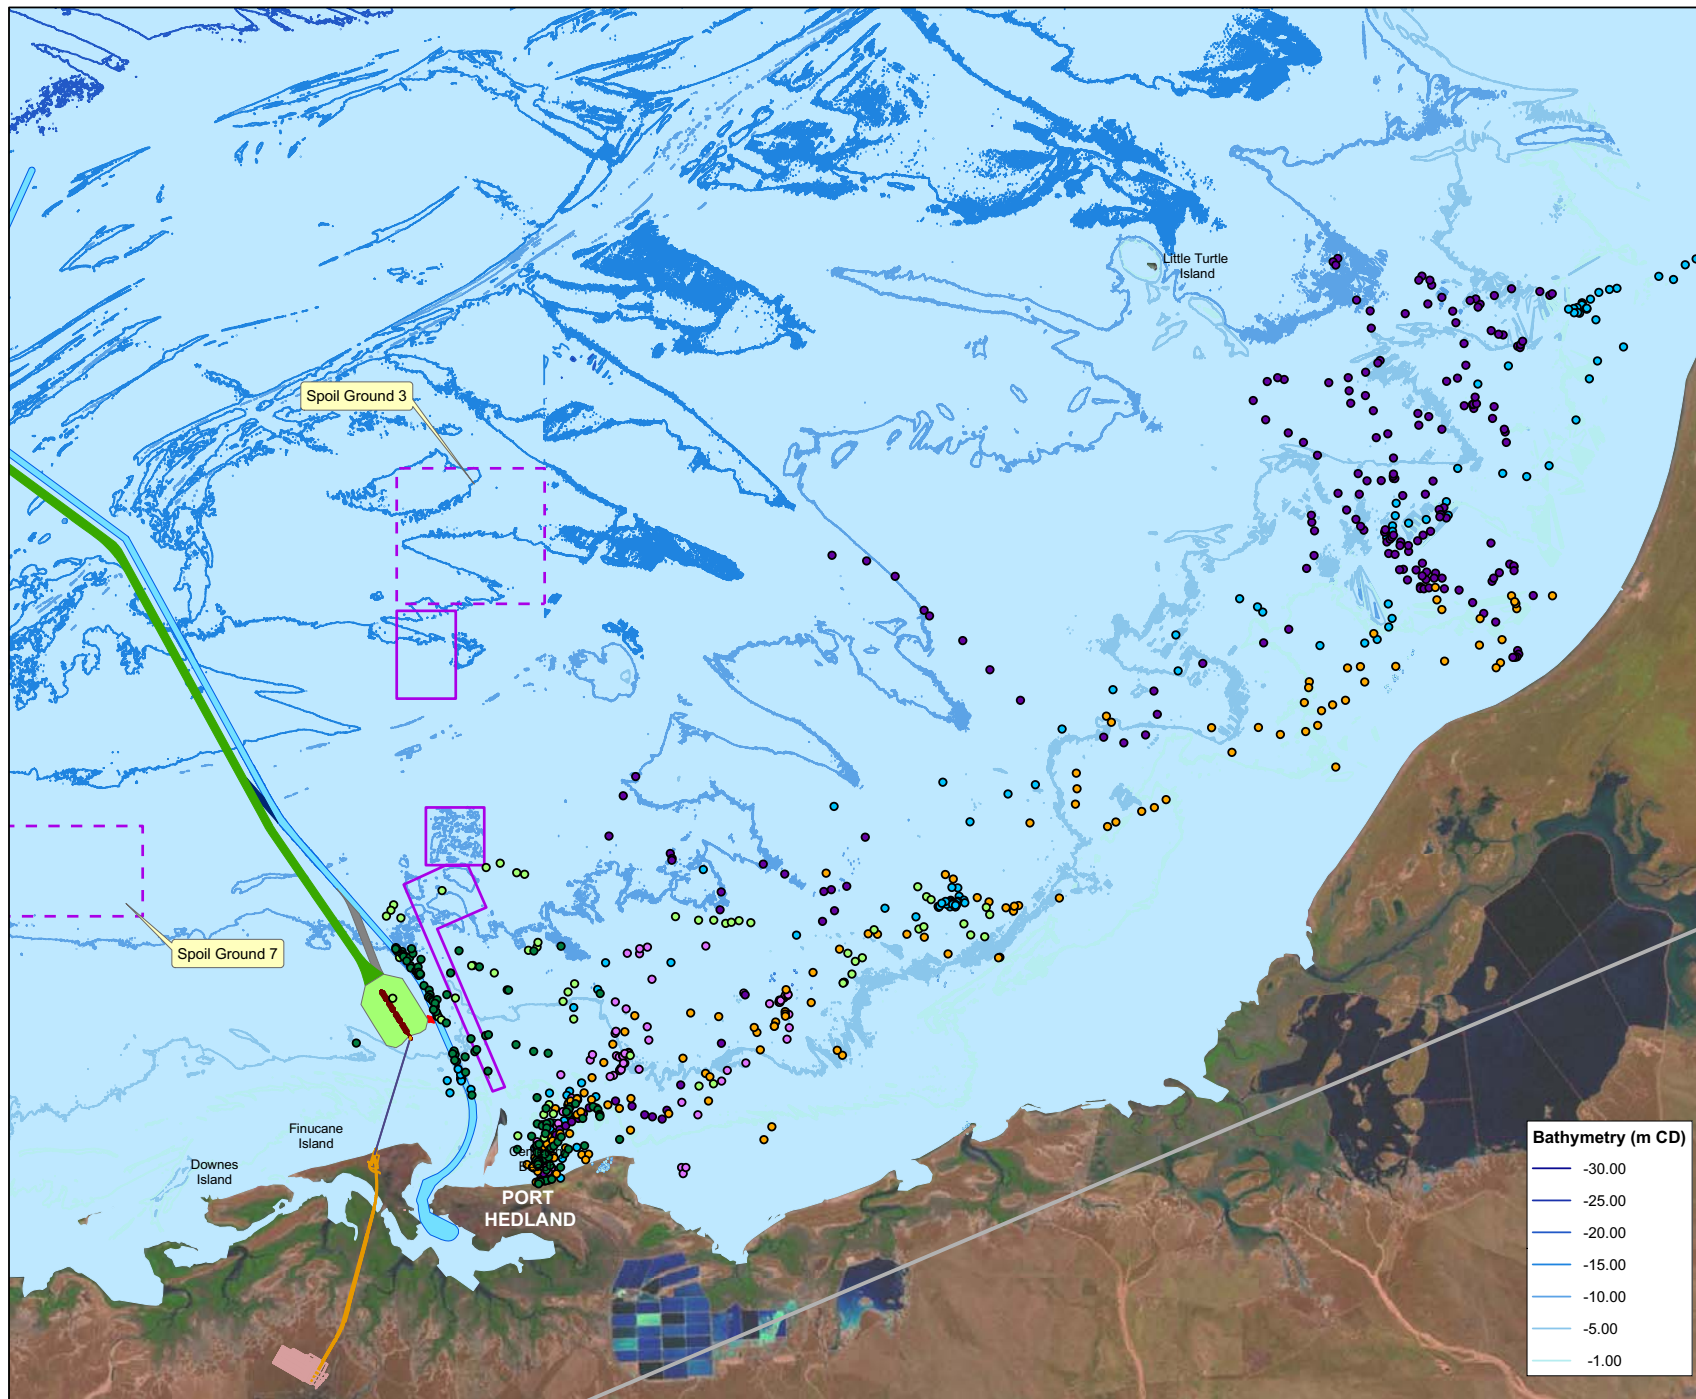 Little Turtle
Island
Spoil Ground 3
Spoil Ground 7
Finucane
Island
Downes
Island
PORT
HEDLAND
Bathymetry (m CD)
-30.00
-25.00
-20.00
-15.00
-10.00
-5.00
-1.00